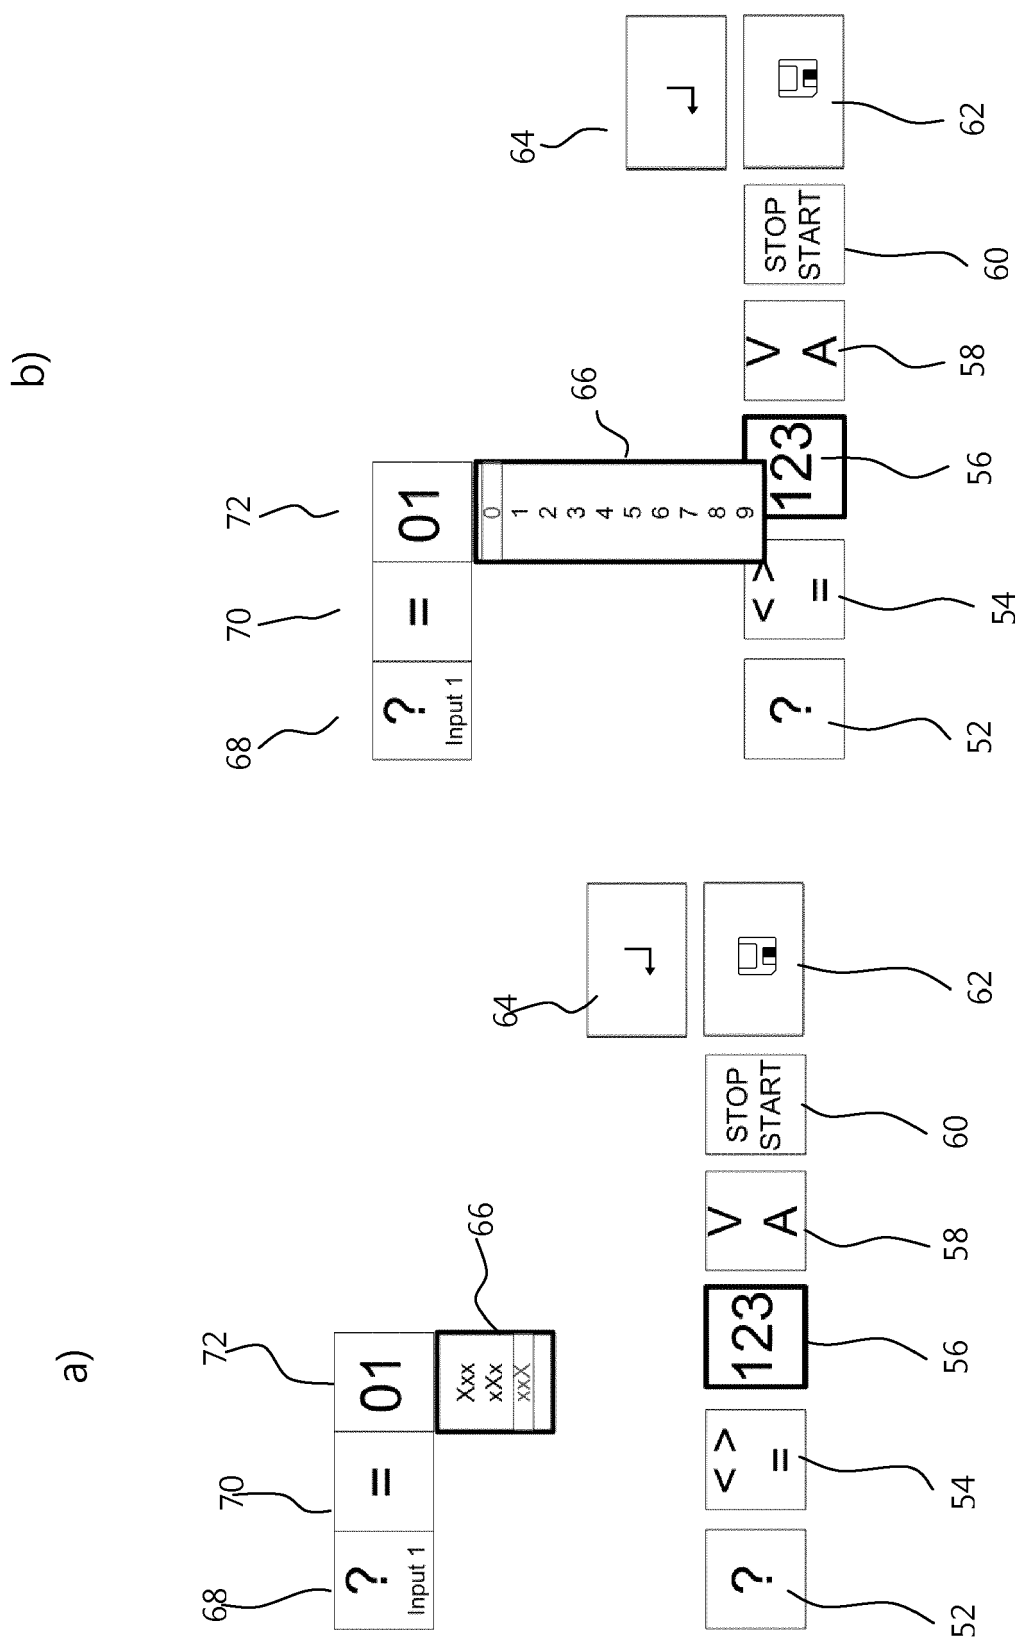 a)
68 70 72
? = 01
Input 1
66
Xxx
xXx
xxX
64
?
< >
=
123
V
A
STOP
START
52 54 56 58 60 62
b)
68 70 72
? = 01
Input 1
66
0
1
2
3
4
5
6
7
8
9
64
?
< >
=
123
V
A
STOP
START
52 54 56 58 60 62